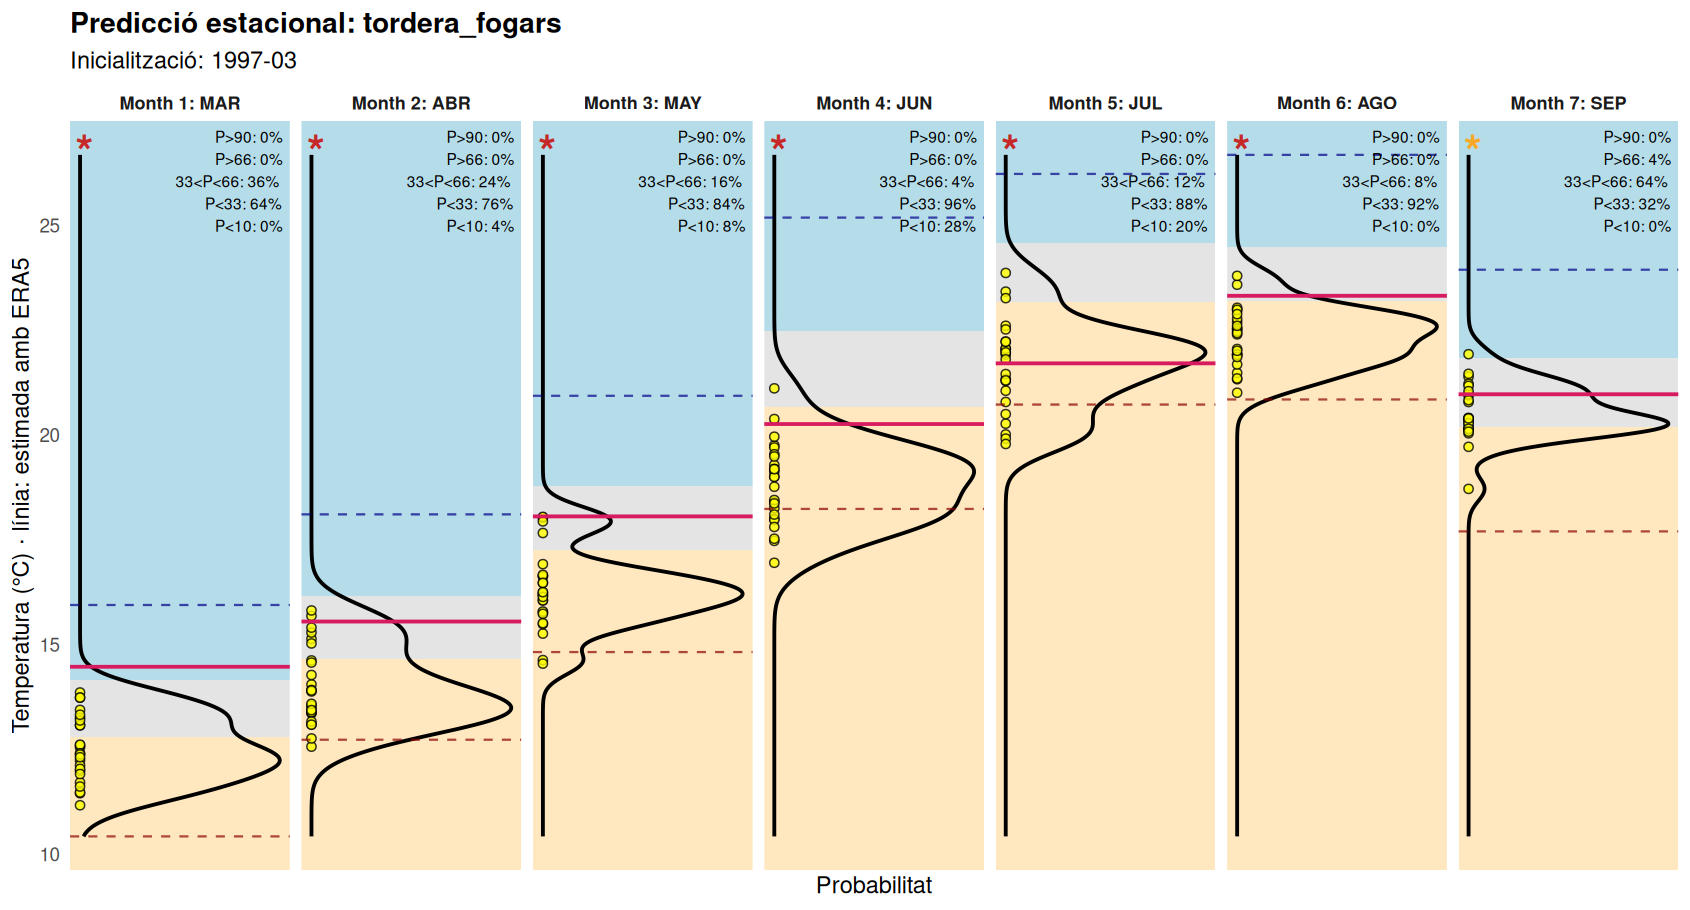 Predicció estacional: tordera_fogars
Inicialització: 1997-03
Month 1: MAR
Month 2: ABR
Month 3: MAY
Month 4: JUN
Month 5: JUL
Month 6: AGO
Month 7: SEP
*
P>90: 0%
P>66: 0%
33<P<66: 36%
P<33: 64%
P<10: 0%
*
P>90: 0%
P>66: 0%
33<P<66: 24%
P<33: 76%
P<10: 4%
*
P>90: 0%
P>66: 0%
33<P<66: 16%
P<33: 84%
P<10: 8%
*
P>90: 0%
P>66: 0%
33<P<66: 4%
P<33: 96%
P<10: 28%
*
P>90: 0%
P>66: 0%
33<P<66: 12%
P<33: 88%
P<10: 20%
*
P>90: 0%
P>66: 0%
33<P<66: 8%
P<33: 92%
P<10: 0%
*
P>90: 0%
P>66: 4%
33<P<66: 64%
P<33: 32%
P<10: 0%
25
20
15
10
Temperatura (°C) · línia: estimada amb ERA5
Probabilitat